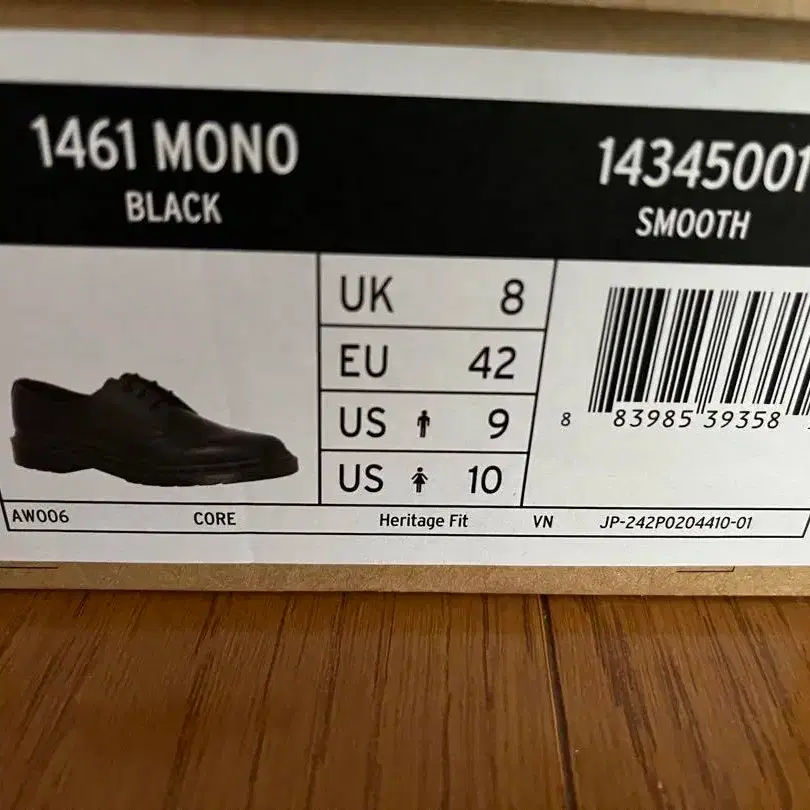 1461 MONO
BLACK
14345001
SMOOTH
UK 8
EU 42
US 9
US 10
8 83985 39358
AW006 CORE Heritage Fit VN JP-242P0204410-01